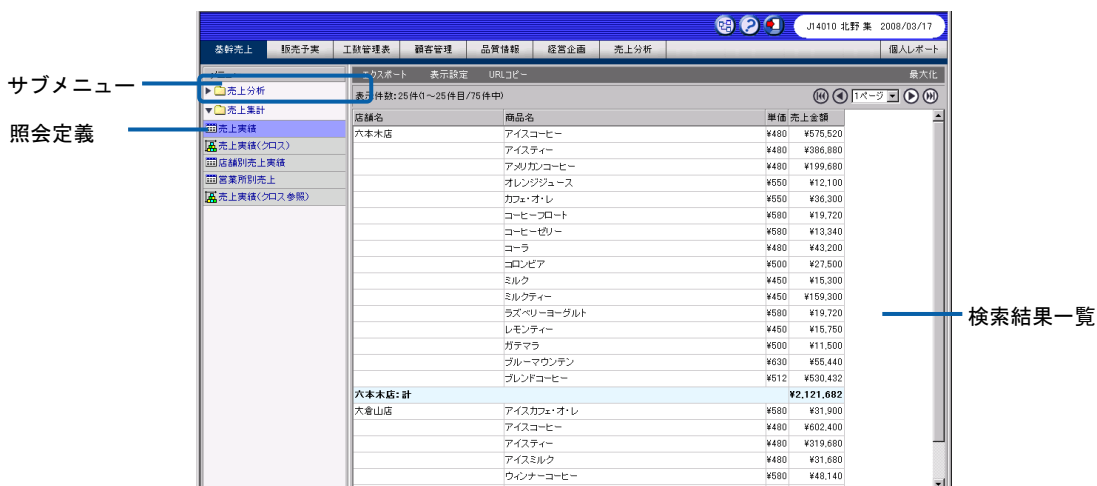 J14010 北野 集 2008/03/17
基幹売上 販売予実 工数管理表 顧客管理 品質情報 経営企画 売上分析 個人レポート
サブメニュー
エクスポート 表示設定 URLコピー 最大化
▶売上分析
表示件数:25件(1～25件目/75件中) 1ページ
▼売上集計
照会定義
売上実績
売上実績(クロス)
店舗別売上実績
営業所別売上
売上実績(クロス参照)
店舗名 商品名 単価 売上金額
六本木店 アイスコーヒー ¥480 ¥575,520
アイスティー ¥480 ¥386,880
アメリカンコーヒー ¥480 ¥199,680
オレンジジュース ¥550 ¥12,100
カフェ・オ・レ ¥550 ¥36,300
コーヒーフロート ¥580 ¥19,720
コーヒーゼリー ¥580 ¥13,340
コーラ ¥480 ¥43,200
コロンビア ¥500 ¥27,500
ミルク ¥450 ¥15,300
ミルクティー ¥450 ¥159,300
ラズベリーヨーグルト ¥580 ¥19,720
レモンティー ¥450 ¥15,750
ガテマラ ¥500 ¥11,500
ブルーマウンテン ¥630 ¥55,440
ブレンドコーヒー ¥512 ¥530,432
六本木店:計 ¥2,121,682
大倉山店 アイスカフェ・オ・レ ¥580 ¥31,900
アイスコーヒー ¥480 ¥602,400
アイスティー ¥480 ¥319,680
アイスミルク ¥480 ¥31,680
ウィンナーコーヒー ¥580 ¥48,140
検索結果一覧